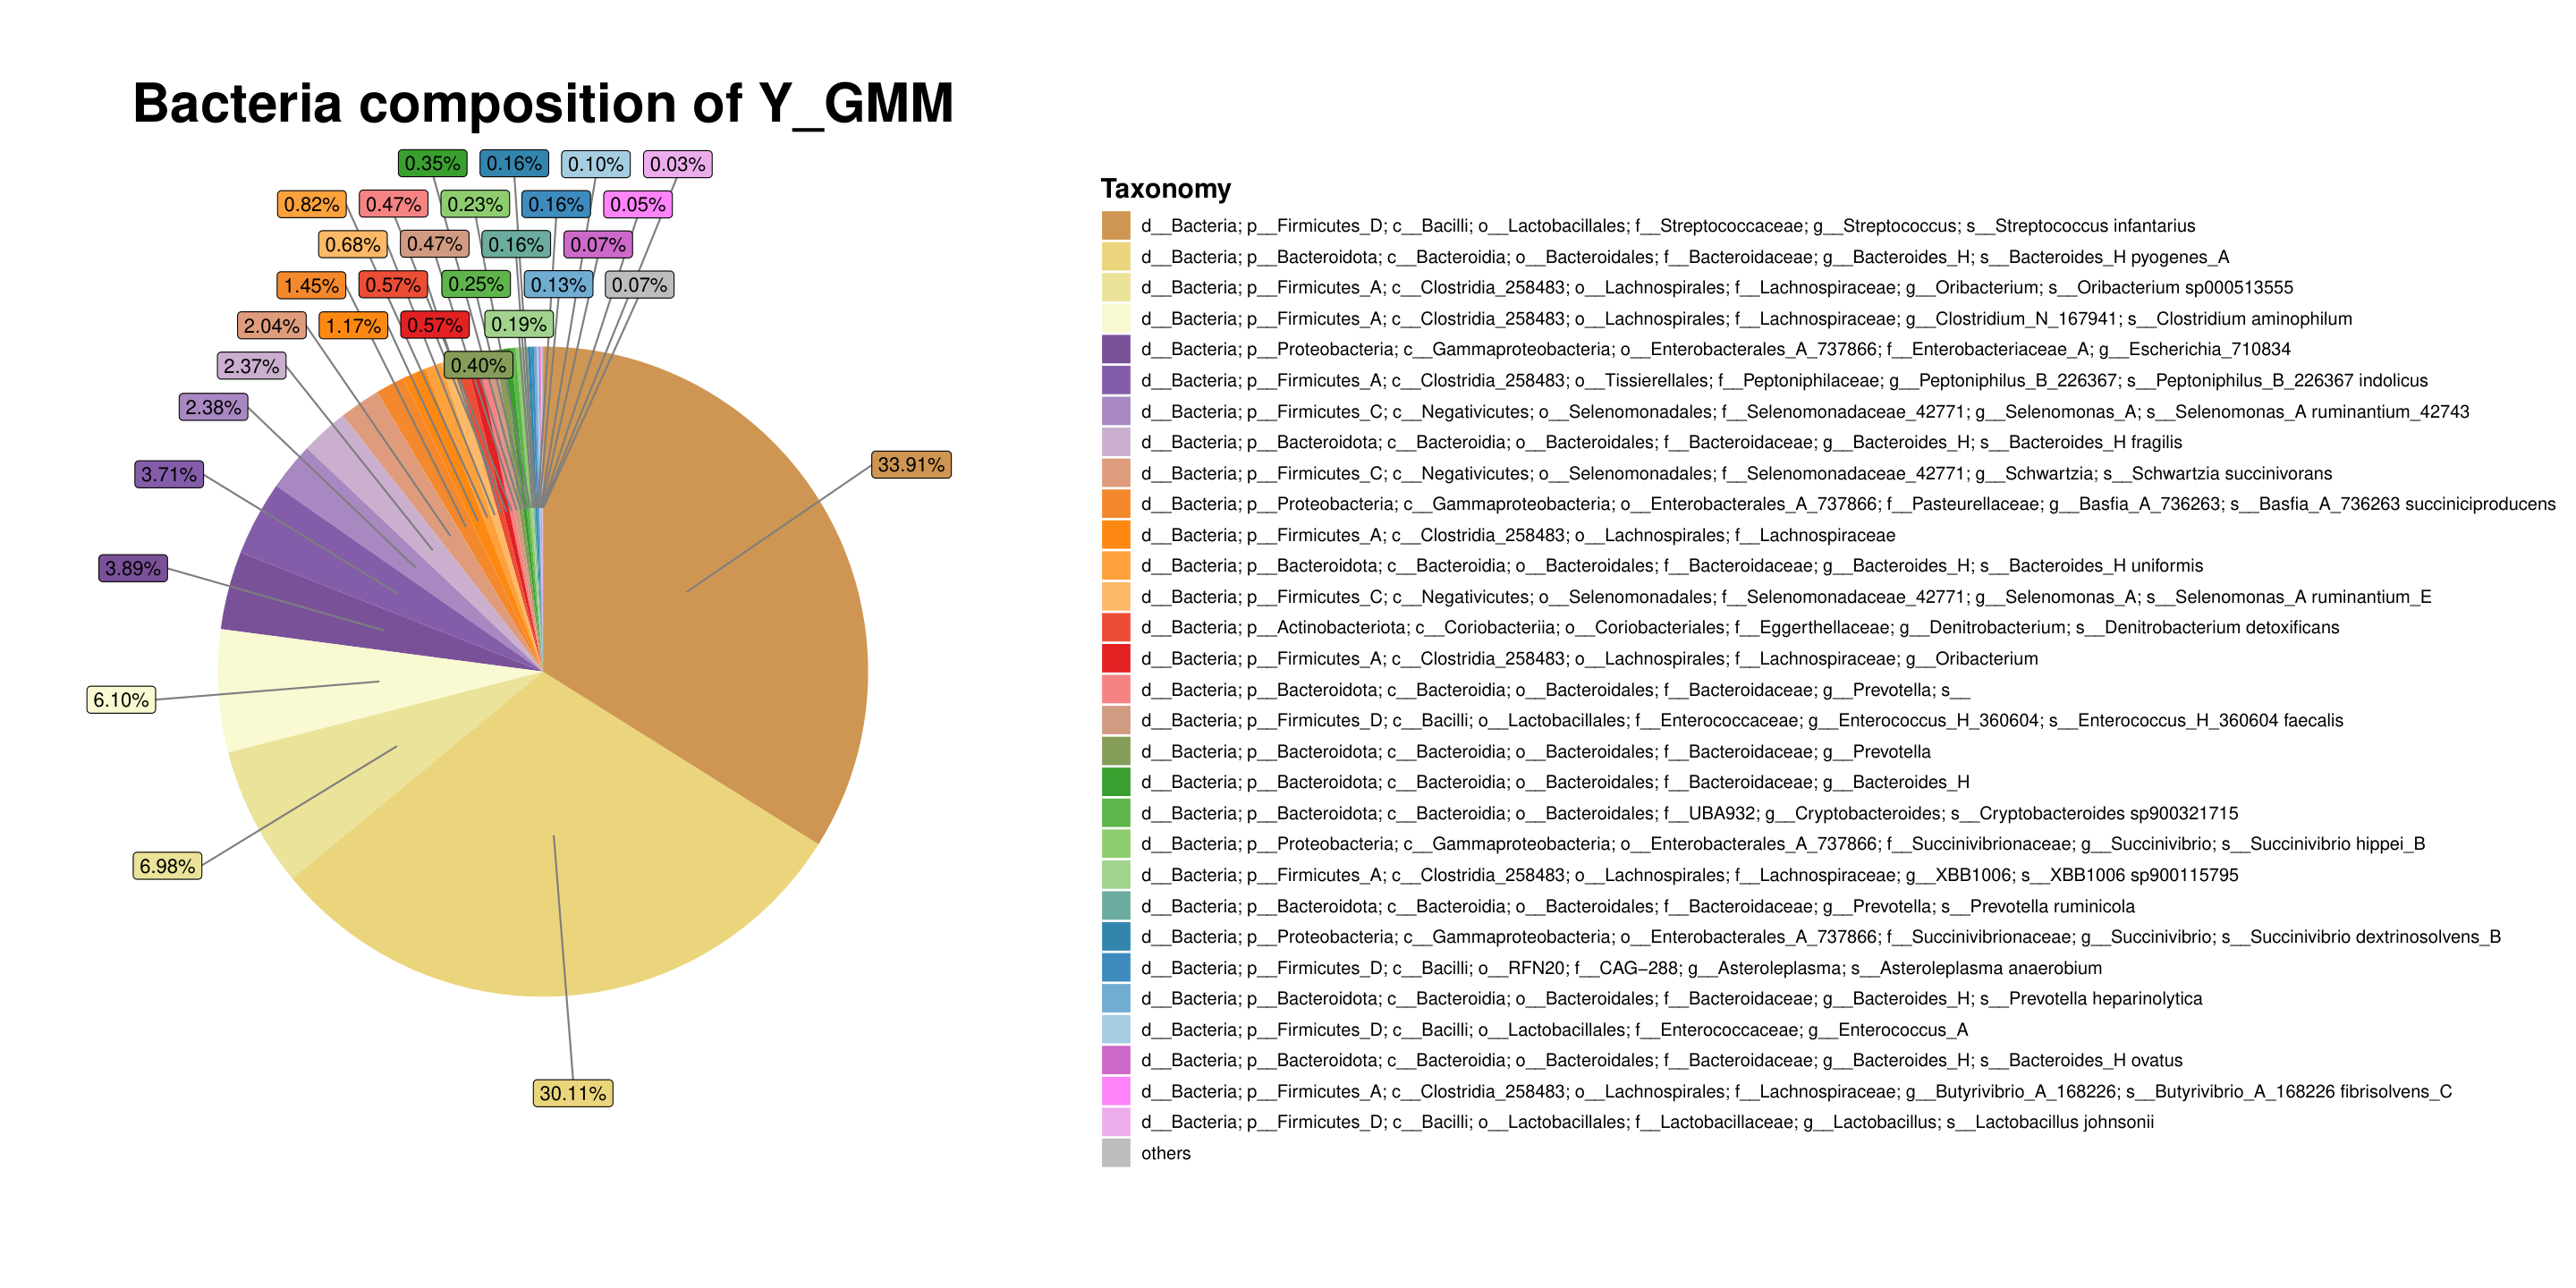 Bacteria composition of Y_GMM
0.35% 0.16% 0.10% 0.03%
0.82% 0.47% 0.23% 0.16% 0.05%
0.68% 0.47% 0.16% 0.07%
1.45% 0.57% 0.25% 0.13% 0.07%
2.04% 1.17% 0.57% 0.19%
2.37% 0.40%
2.38%
33.91%
3.71%
3.89%
6.10%
6.98%
30.11%
Taxonomy
d__Bacteria; p__Firmicutes_D; c__Bacilli; o__Lactobacillales; f__Streptococcaceae; g__Streptococcus; s__Streptococcus infantarius
d__Bacteria; p__Bacteroidota; c__Bacteroidia; o__Bacteroidales; f__Bacteroidaceae; g__Bacteroides_H; s__Bacteroides_H pyogenes_A
d__Bacteria; p__Firmicutes_A; c__Clostridia_258483; o__Lachnospirales; f__Lachnospiraceae; g__Oribacterium; s__Oribacterium sp000513555
d__Bacteria; p__Firmicutes_A; c__Clostridia_258483; o__Lachnospirales; f__Lachnospiraceae; g__Clostridium_N_167941; s__Clostridium aminophilum
d__Bacteria; p__Proteobacteria; c__Gammaproteobacteria; o__Enterobacterales_A_737866; f__Enterobacteriaceae_A; g__Escherichia_710834
d__Bacteria; p__Firmicutes_A; c__Clostridia_258483; o__Tissierellales; f__Peptoniphilaceae; g__Peptoniphilus_B_226367; s__Peptoniphilus_B_226367 indolicus
d__Bacteria; p__Firmicutes_C; c__Negativicutes; o__Selenomonadales; f__Selenomonadaceae_42771; g__Selenomonas_A; s__Selenomonas_A ruminantium_42743
d__Bacteria; p__Bacteroidota; c__Bacteroidia; o__Bacteroidales; f__Bacteroidaceae; g__Bacteroides_H; s__Bacteroides_H fragilis
d__Bacteria; p__Firmicutes_C; c__Negativicutes; o__Selenomonadales; f__Selenomonadaceae_42771; g__Schwartzia; s__Schwartzia succinivorans
d__Bacteria; p__Proteobacteria; c__Gammaproteobacteria; o__Enterobacterales_A_737866; f__Pasteurellaceae; g__Basfia_A_736263; s__Basfia_A_736263 succiniciproducens
d__Bacteria; p__Firmicutes_A; c__Clostridia_258483; o__Lachnospirales; f__Lachnospiraceae
d__Bacteria; p__Bacteroidota; c__Bacteroidia; o__Bacteroidales; f__Bacteroidaceae; g__Bacteroides_H; s__Bacteroides_H uniformis
d__Bacteria; p__Firmicutes_C; c__Negativicutes; o__Selenomonadales; f__Selenomonadaceae_42771; g__Selenomonas_A; s__Selenomonas_A ruminantium_E
d__Bacteria; p__Actinobacteriota; c__Coriobacteriia; o__Coriobacteriales; f__Eggerthellaceae; g__Denitrobacterium; s__Denitrobacterium detoxificans
d__Bacteria; p__Firmicutes_A; c__Clostridia_258483; o__Lachnospirales; f__Lachnospiraceae; g__Oribacterium
d__Bacteria; p__Bacteroidota; c__Bacteroidia; o__Bacteroidales; f__Bacteroidaceae; g__Prevotella; s__
d__Bacteria; p__Firmicutes_D; c__Bacilli; o__Lactobacillales; f__Enterococcaceae; g__Enterococcus_H_360604; s__Enterococcus_H_360604 faecalis
d__Bacteria; p__Bacteroidota; c__Bacteroidia; o__Bacteroidales; f__Bacteroidaceae; g__Prevotella
d__Bacteria; p__Bacteroidota; c__Bacteroidia; o__Bacteroidales; f__Bacteroidaceae; g__Bacteroides_H
d__Bacteria; p__Bacteroidota; c__Bacteroidia; o__Bacteroidales; f__UBA932; g__Cryptobacteroides; s__Cryptobacteroides sp900321715
d__Bacteria; p__Proteobacteria; c__Gammaproteobacteria; o__Enterobacterales_A_737866; f__Succinivibrionaceae; g__Succinivibrio; s__Succinivibrio hippei_B
d__Bacteria; p__Firmicutes_A; c__Clostridia_258483; o__Lachnospirales; f__Lachnospiraceae; g__XBB1006; s__XBB1006 sp900115795
d__Bacteria; p__Bacteroidota; c__Bacteroidia; o__Bacteroidales; f__Bacteroidaceae; g__Prevotella; s__Prevotella ruminicola
d__Bacteria; p__Proteobacteria; c__Gammaproteobacteria; o__Enterobacterales_A_737866; f__Succinivibrionaceae; g__Succinivibrio; s__Succinivibrio dextrinosolvens_B
d__Bacteria; p__Firmicutes_D; c__Bacilli; o__RFN20; f__CAG−288; g__Asteroleplasma; s__Asteroleplasma anaerobium
d__Bacteria; p__Bacteroidota; c__Bacteroidia; o__Bacteroidales; f__Bacteroidaceae; g__Bacteroides_H; s__Prevotella heparinolytica
d__Bacteria; p__Firmicutes_D; c__Bacilli; o__Lactobacillales; f__Enterococcaceae; g__Enterococcus_A
d__Bacteria; p__Bacteroidota; c__Bacteroidia; o__Bacteroidales; f__Bacteroidaceae; g__Bacteroides_H; s__Bacteroides_H ovatus
d__Bacteria; p__Firmicutes_A; c__Clostridia_258483; o__Lachnospirales; f__Lachnospiraceae; g__Butyrivibrio_A_168226; s__Butyrivibrio_A_168226 fibrisolvens_C
d__Bacteria; p__Firmicutes_D; c__Bacilli; o__Lactobacillales; f__Lactobacillaceae; g__Lactobacillus; s__Lactobacillus johnsonii
others